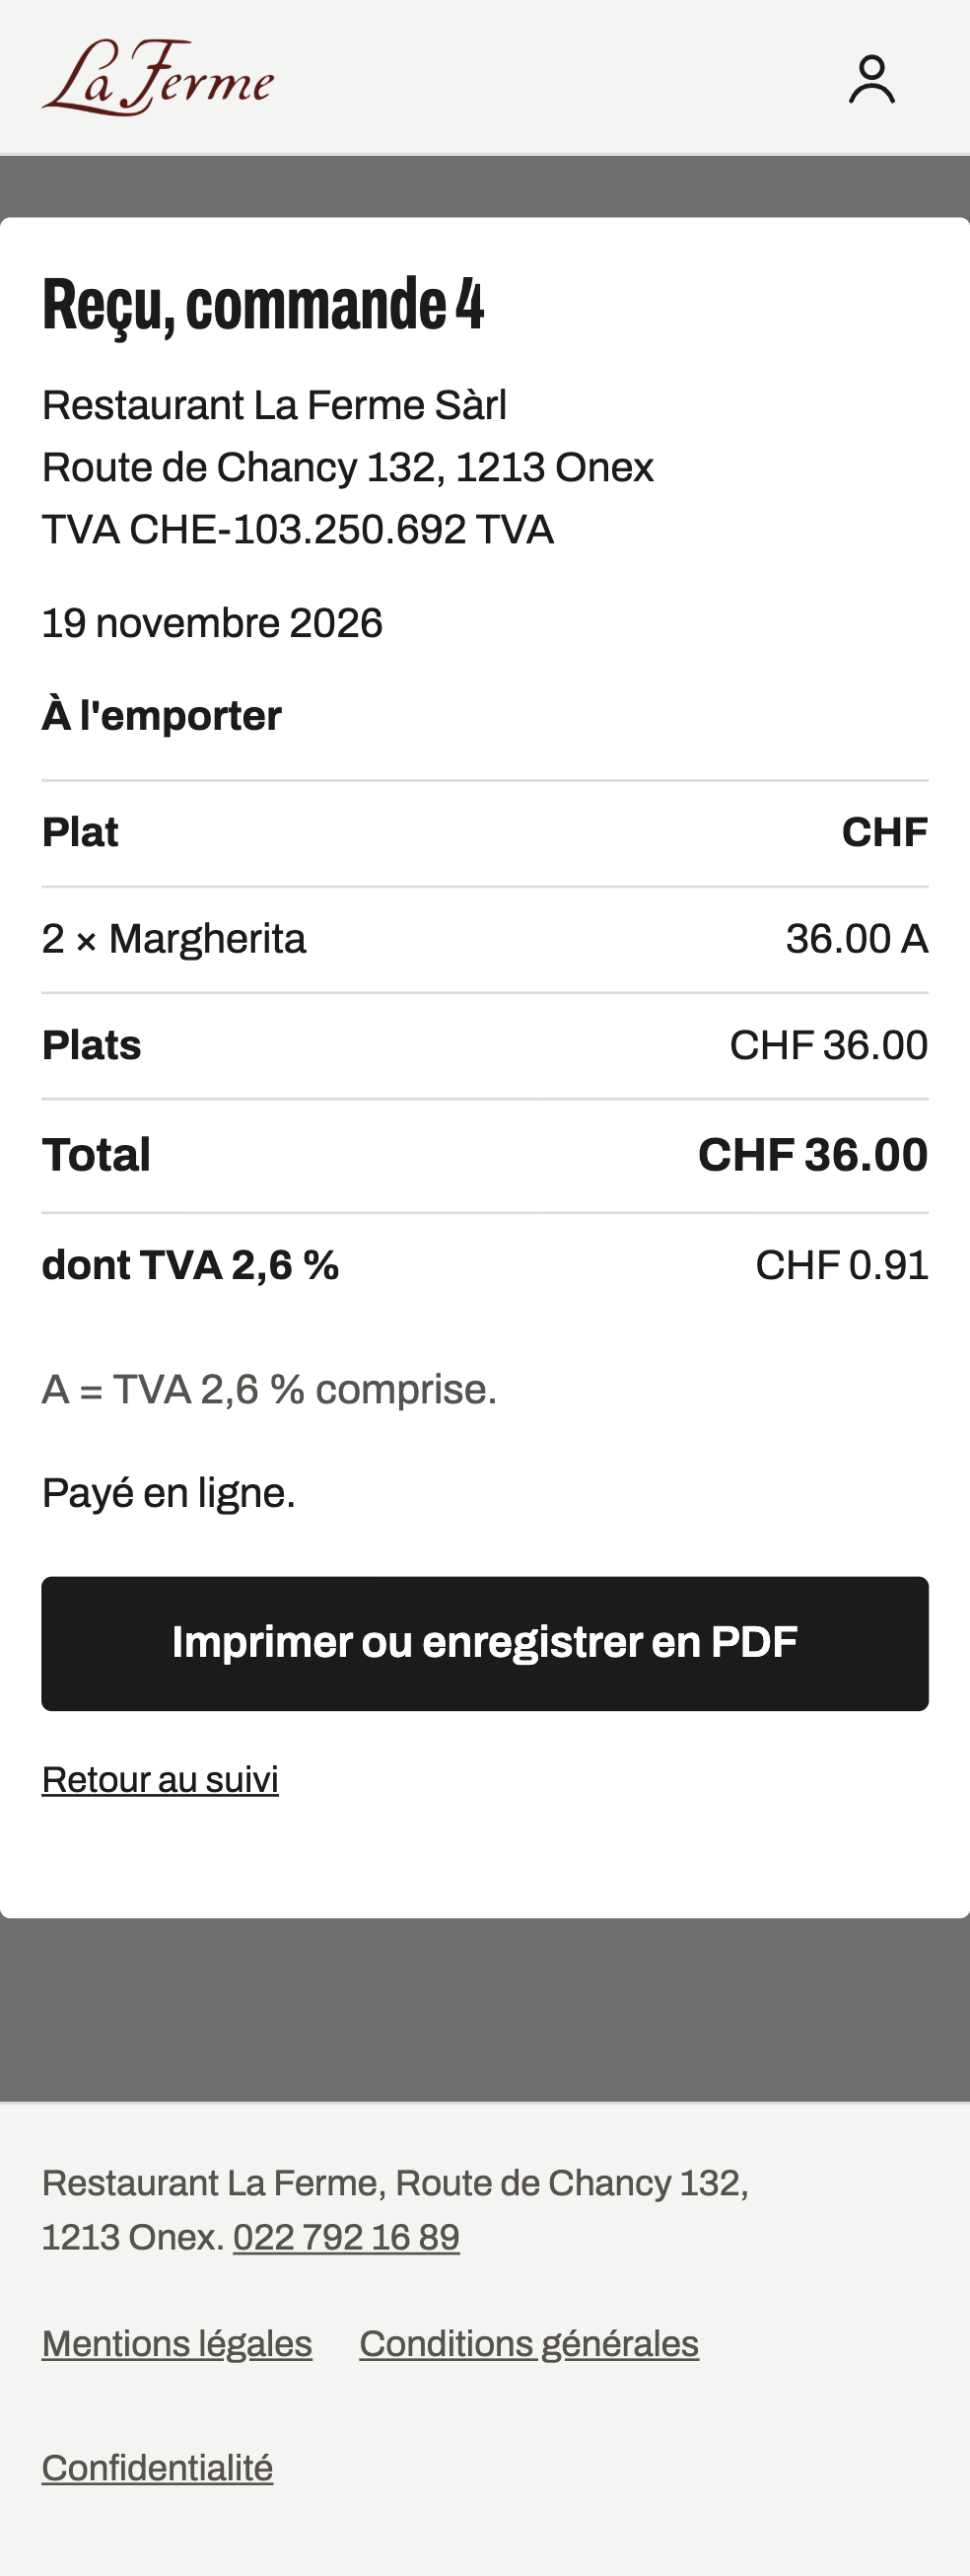 La Ferme
Reçu, commande 4
Restaurant La Ferme Sàrl
Route de Chancy 132, 1213 Onex
TVA CHE-103.250.692 TVA
19 novembre 2026
À l'emporter
Plat CHF
2 × Margherita 36.00 A
Plats CHF 36.00
Total CHF 36.00
dont TVA 2,6 % CHF 0.91
A = TVA 2,6 % comprise.
Payé en ligne.
Imprimer ou enregistrer en PDF
Retour au suivi
Restaurant La Ferme, Route de Chancy 132,
1213 Onex. 022 792 16 89
Mentions légales Conditions générales
Confidentialité